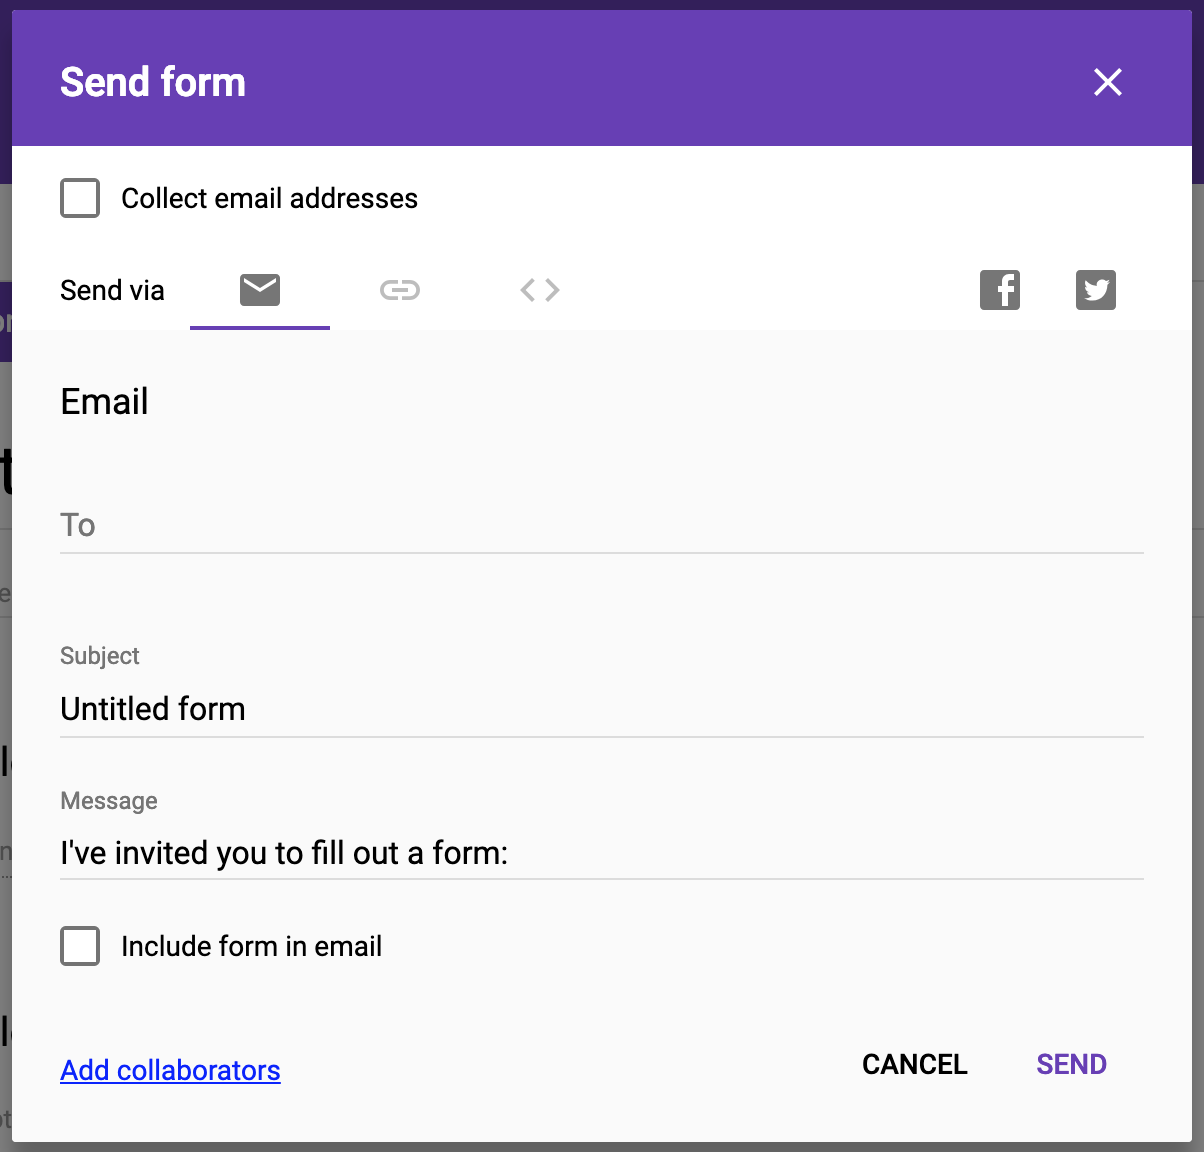 Send form
Collect email addresses
Send via
Email
To
Subject
Untitled form
Message
I've invited you to fill out a form:
Include form in email
Add collaborators
CANCEL
SEND